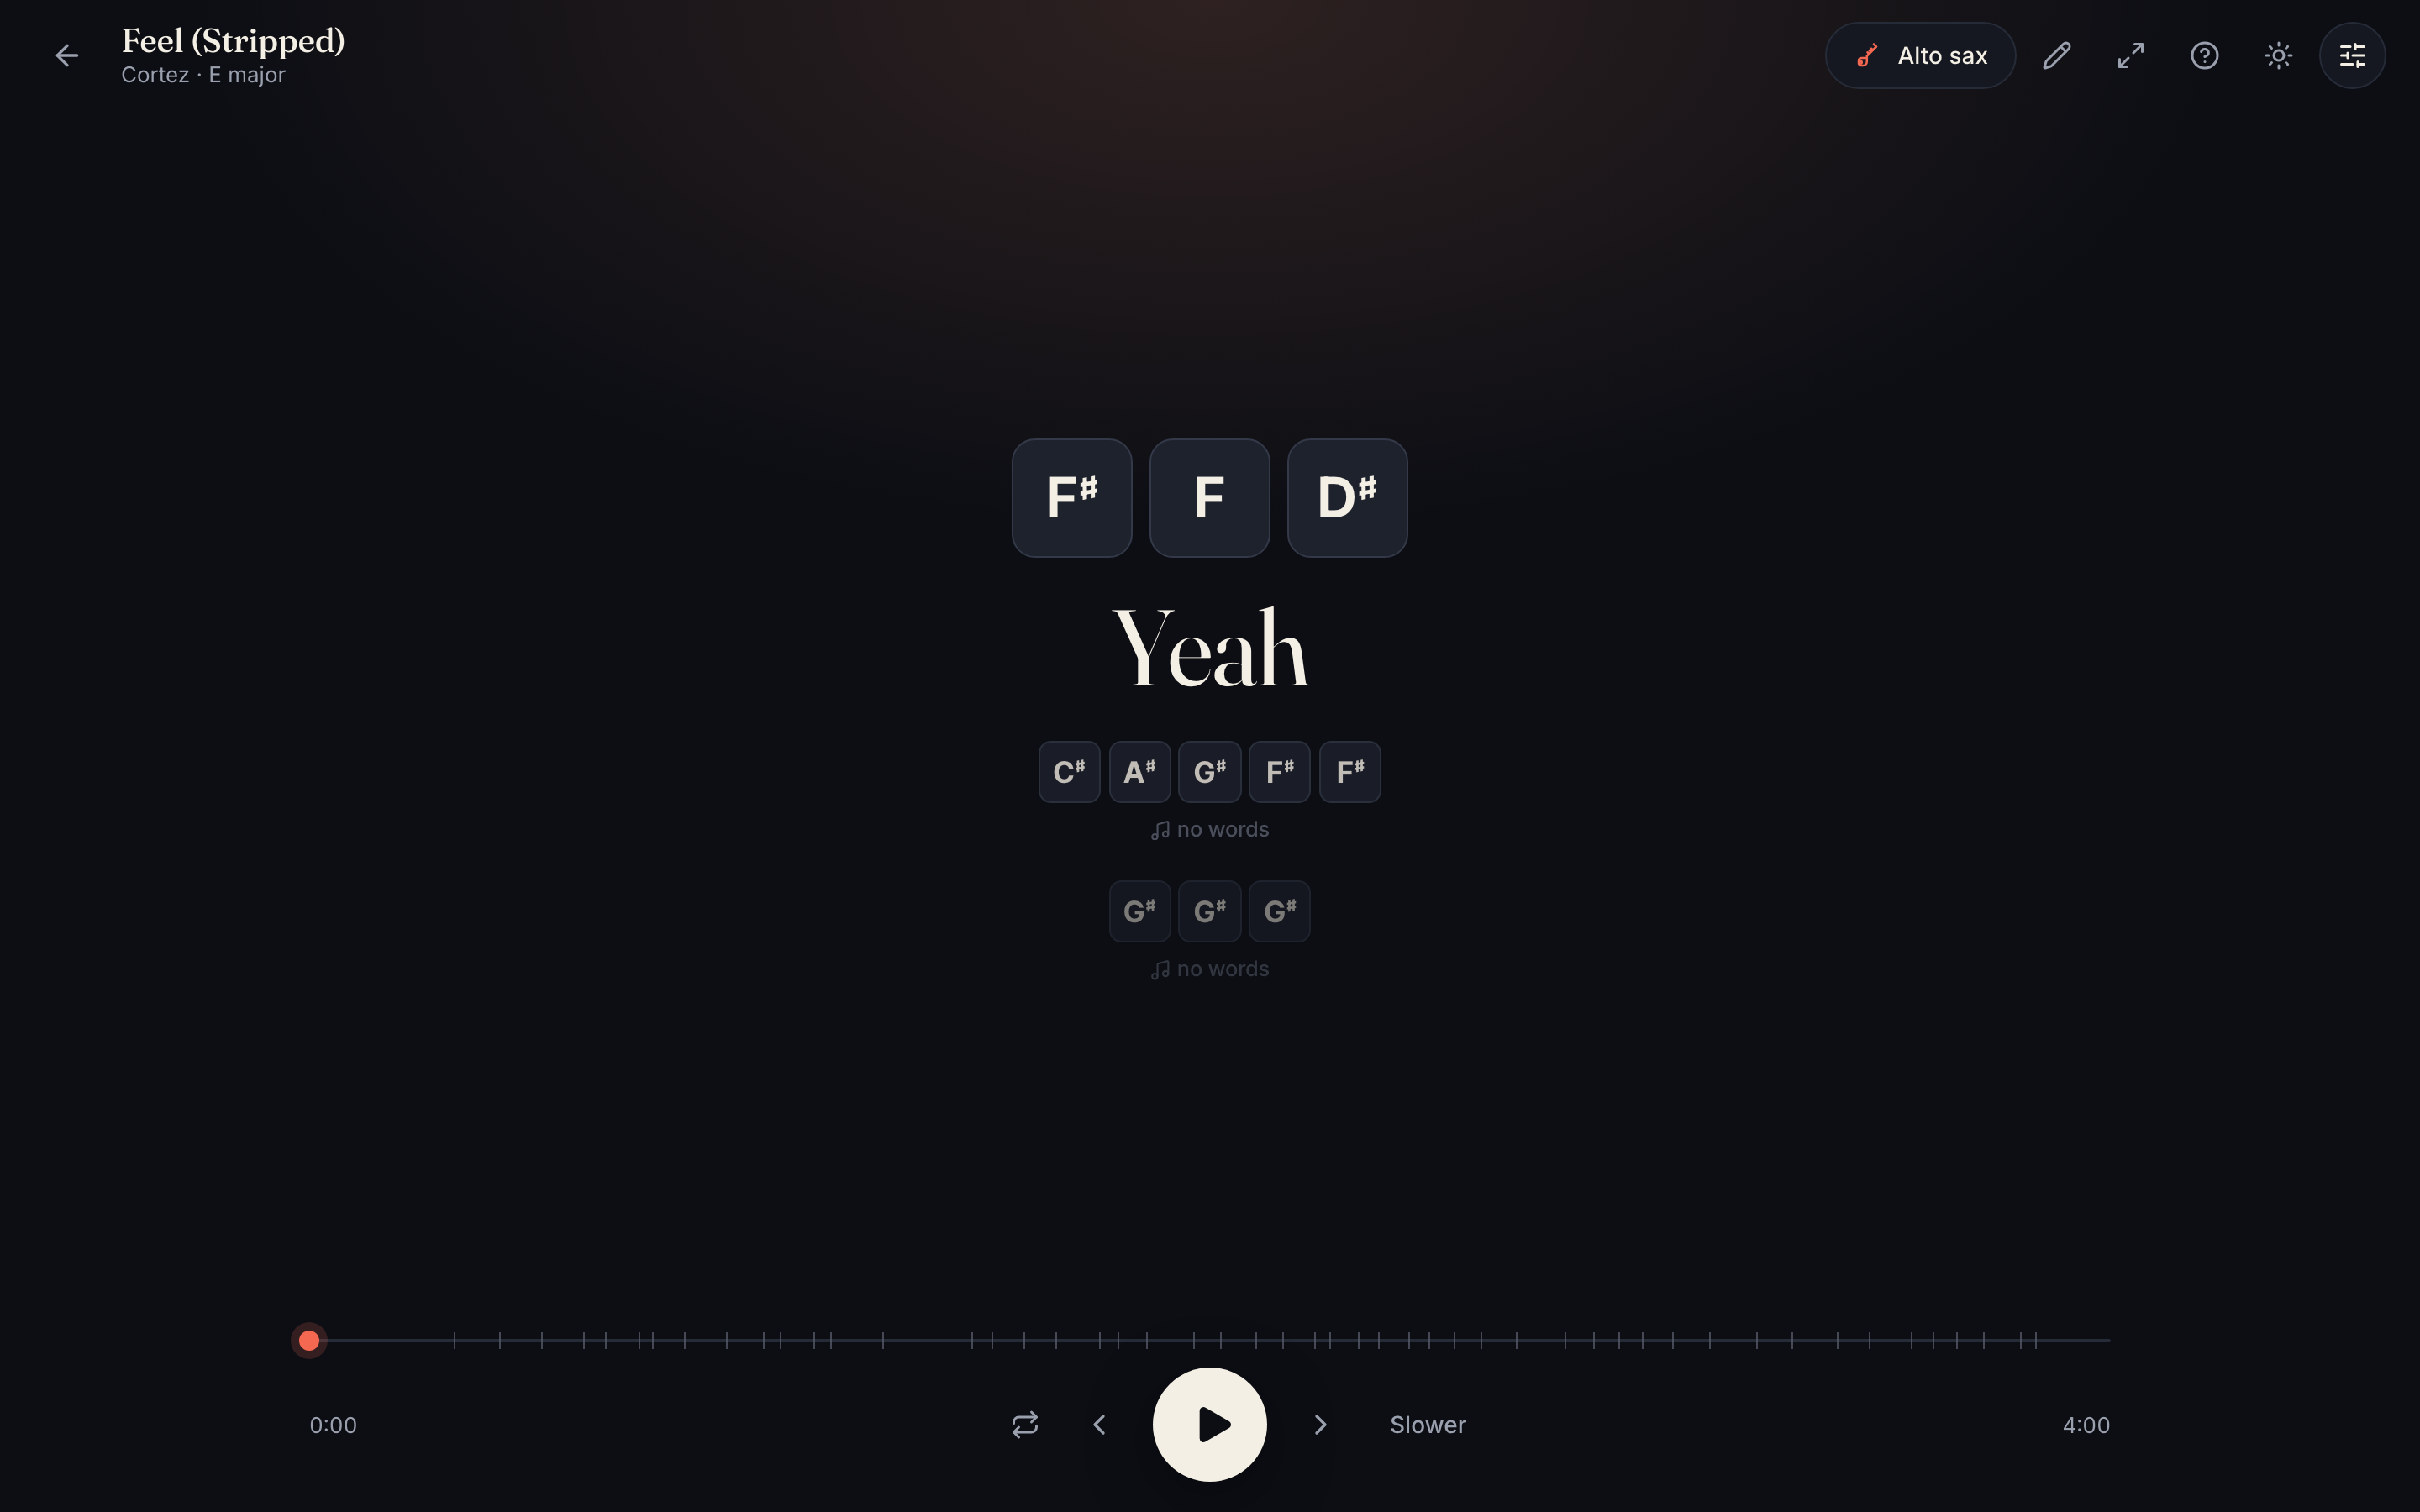 Feel (Stripped)
Cortez · E major
Alto sax
F♯ F D♯
Yeah
C♯ A♯ G♯ F♯ F♯
no words
G♯ G♯ G♯
no words
0:00
Slower
4:00